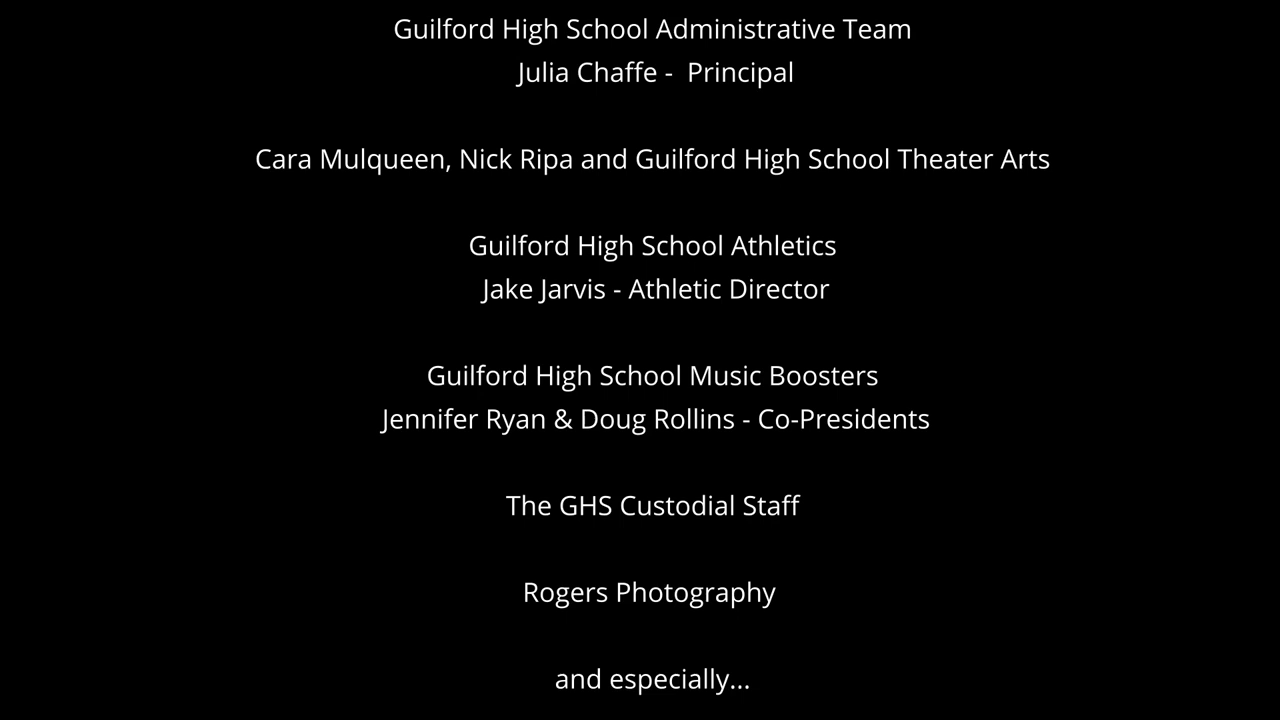 Guilford High School Administrative Team
Julia Chaffe -  Principal
Cara Mulqueen, Nick Ripa and Guilford High School Theater Arts
Guilford High School Athletics
Jake Jarvis - Athletic Director
Guilford High School Music Boosters
Jennifer Ryan & Doug Rollins - Co-Presidents
The GHS Custodial Staff
Rogers Photography
and especially...